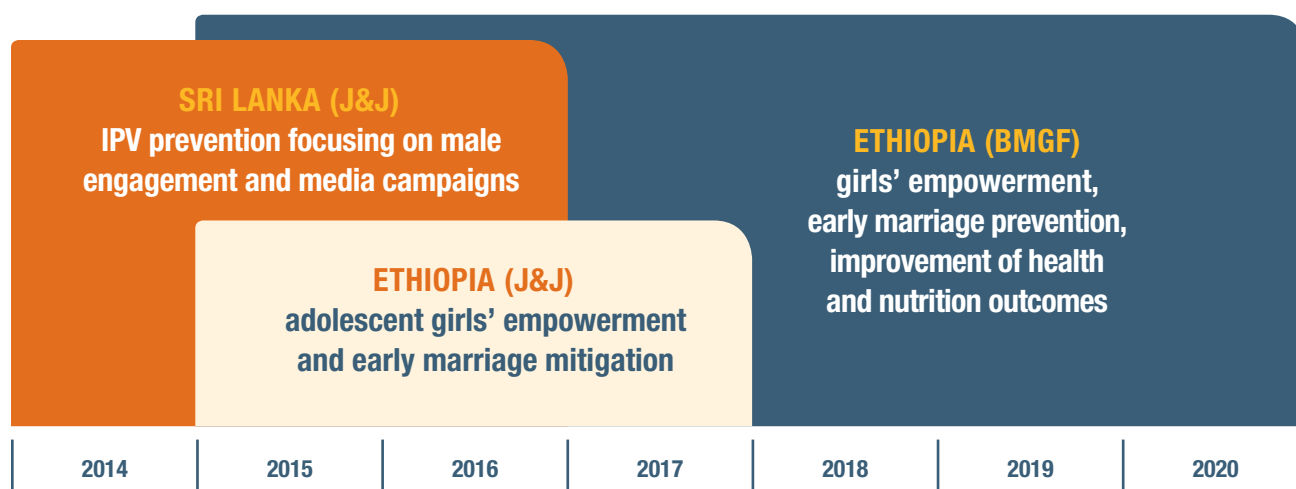 SRI LANKA (J&J)
IPV prevention focusing on male
engagement and media campaigns
ETHIOPIA (BMGF)
girls’ empowerment,
early marriage prevention,
improvement of health
and nutrition outcomes
ETHIOPIA (J&J)
adolescent girls’ empowerment
and early marriage mitigation
2014 2015 2016 2017 2018 2019 2020